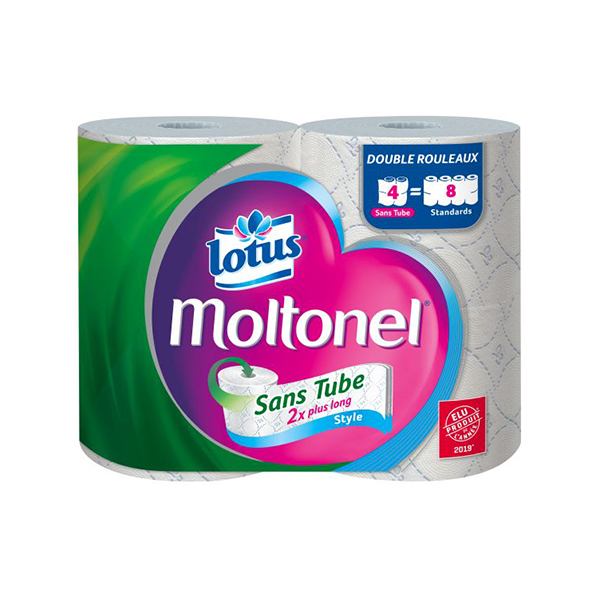 DOUBLE ROULEAUX
4 = 8
Sans Tube Standards
lotus
Moltonel®
Sans Tube
2x plus long
Style
ELU
PRODUIT
DE
L'ANNÉE
2019*